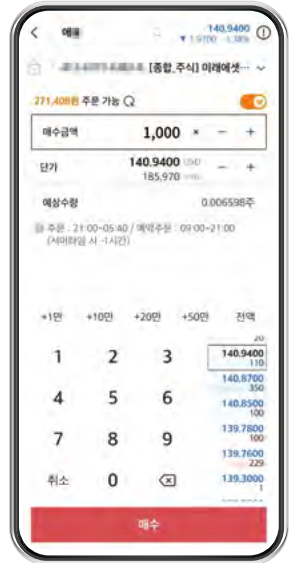 140.9400
▼ 1.9700 1.38%
[종합_주식] 미래에셋···
271,408원 주문 가능
매수금액 1,000 × - +
단가 140.9400 USD - +
185,970
예상수량 0.006598주
주문 : 21:00~05:40 / 예약주문 : 09:00~21:00
(서머타임 시 -1시간)
+1만 +10만 +20만 +50만 전액
20
1 2 3 140.9400
110
140.8700
350
4 5 6 140.8500
100
139.7800
7 8 9 100
139.7600
229
취소 0 139.3000
1
매수